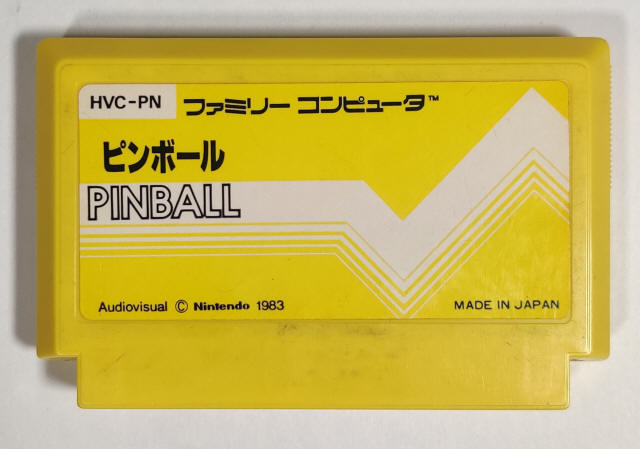 HVC-PN ファミリー コンピュータ™
ピンボール
PINBALL
Audiovisual © Nintendo 1983
MADE IN JAPAN